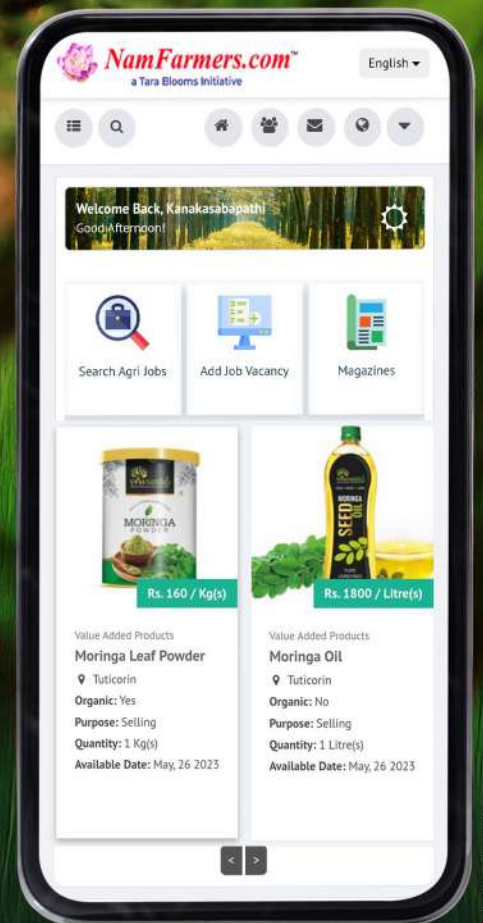 NamFarmers.com™
a Tara Blooms Initiative
English
Welcome Back, Kanakasabapathi
Good Afternoon!
Search Agri Jobs
Add Job Vacancy
Magazines
MORINGA
POWDER
Rs. 160 / Kg(s)
Value Added Products
Moringa Leaf Powder
Tuticorin
Organic: Yes
Purpose: Selling
Quantity: 1 Kg(s)
Available Date: May, 26 2023
MORINGA
SEED OIL
Rs. 1800 / Litre(s)
Value Added Products
Moringa Oil
Tuticorin
Organic: No
Purpose: Selling
Quantity: 1 Litre(s)
Available Date: May, 26 2023
< >